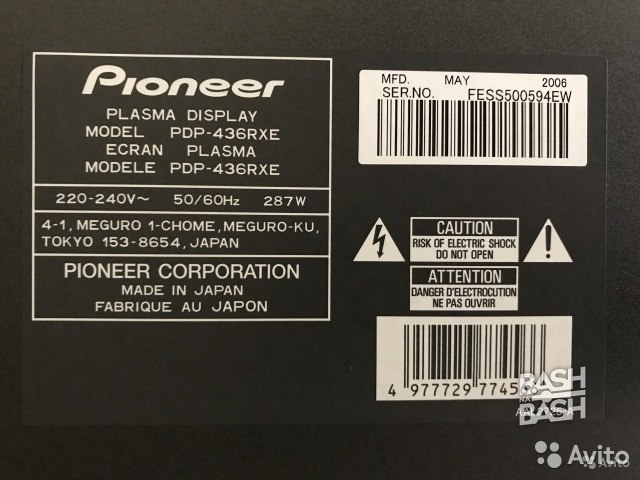 Pioneer
PLASMA DISPLAY
MODEL PDP-436RXE
ECRAN PLASMA
MODELE PDP-436RXE
220-240V~ 50/60Hz 287W
4-1, MEGURO 1-CHOME, MEGURO-KU,
TOKYO 153-8654, JAPAN
PIONEER CORPORATION
MADE IN JAPAN
FABRIQUE AU JAPON
MFD. MAY 2006
SER.NO. FESS500594EW
CAUTION
RISK OF ELECTRIC SHOCK
DO NOT OPEN
ATTENTION
DANGER D'ELECTROCUTION
NE PAS OUVRIR
4 977729
BASH
NA
BASH
Avito
Avito